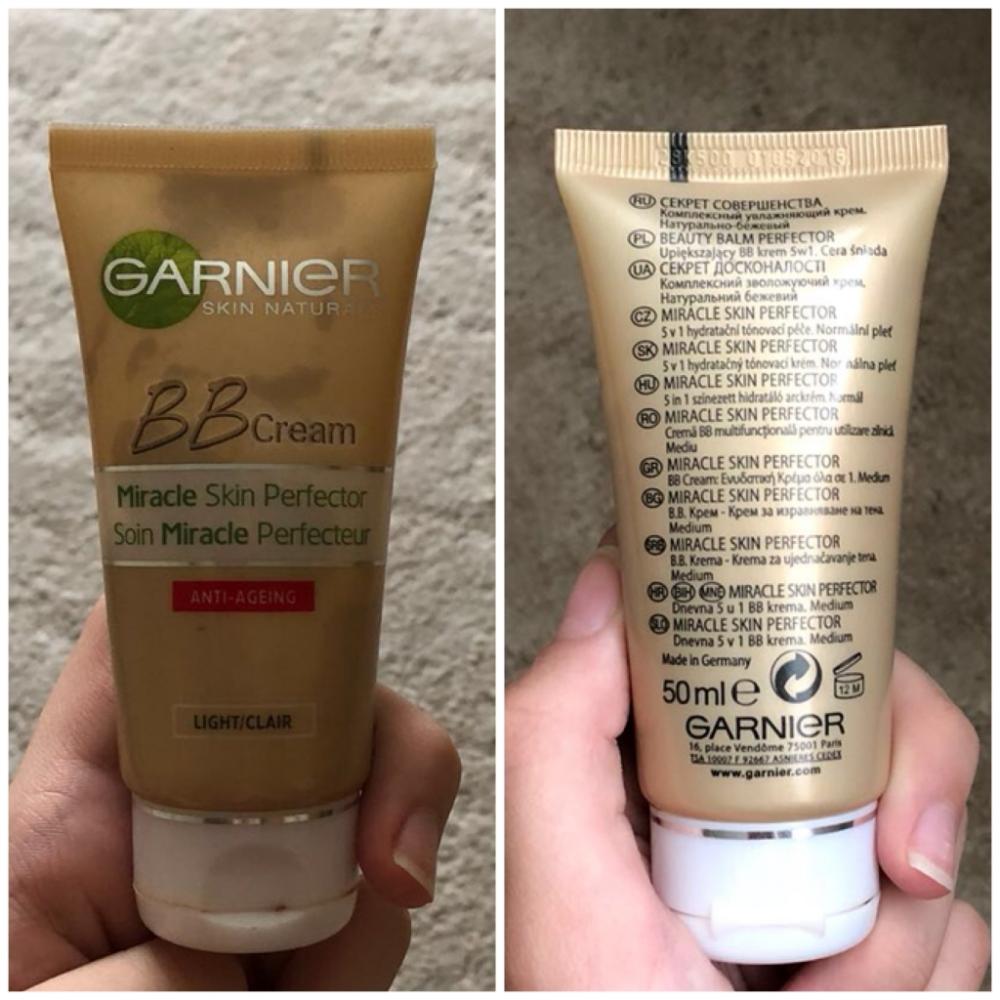 GARNIER
SKIN NATURAL
BB Cream
Miracle Skin Perfector
Soin Miracle Perfecteur
ANTI-AGEING
LIGHT/CLAIR
RU СЕКРЕТ СОВЕРШЕНСТВА
Комплексный увлажняющий крем.
Натурально-бежевый
PL BEAUTY BALM PERFECTOR
Upiększający BB krem 5w1. Cera śniada
UA СЕКРЕТ ДОСКОНАЛОСТІ
Комплексний зволожуючий крем,
Натуральний бежевий
CZ MIRACLE SKIN PERFECTOR
5 v 1 hydratační tónovací péče. Normální pleť
SK MIRACLE SKIN PERFECTOR
5 v 1 hydratačný tónovací krém. Normálna pleť
HU MIRACLE SKIN PERFECTOR
5 in 1 színezett hidratáló arckrém. Normál
RO MIRACLE SKIN PERFECTOR
Cremă BB multifuncțională pentru utilizare zilnică
Mediu
GR MIRACLE SKIN PERFECTOR
BB Cream: Ενυδατική Κρέμα όλα σε 1. Medium
BG MIRACLE SKIN PERFECTOR
B.B. Крем - Крем за изравняване на тена.
Medium
SRB MIRACLE SKIN PERFECTOR
B.B. Krema - Krema za ujednačavanje tena.
Medium
HR BIH MNE MIRACLE SKIN PERFECTOR
Dnevna 5 u 1 BB krema. Medium
SLO MIRACLE SKIN PERFECTOR
Dnevna 5 v 1 BB krema. Medium
Made in Germany
50 ml e
12 M
GARNIER
16, place Vendôme 75001 Paris
TSA 10007 F 92667 ASNIÈRES CEDEX
www.garnier.com